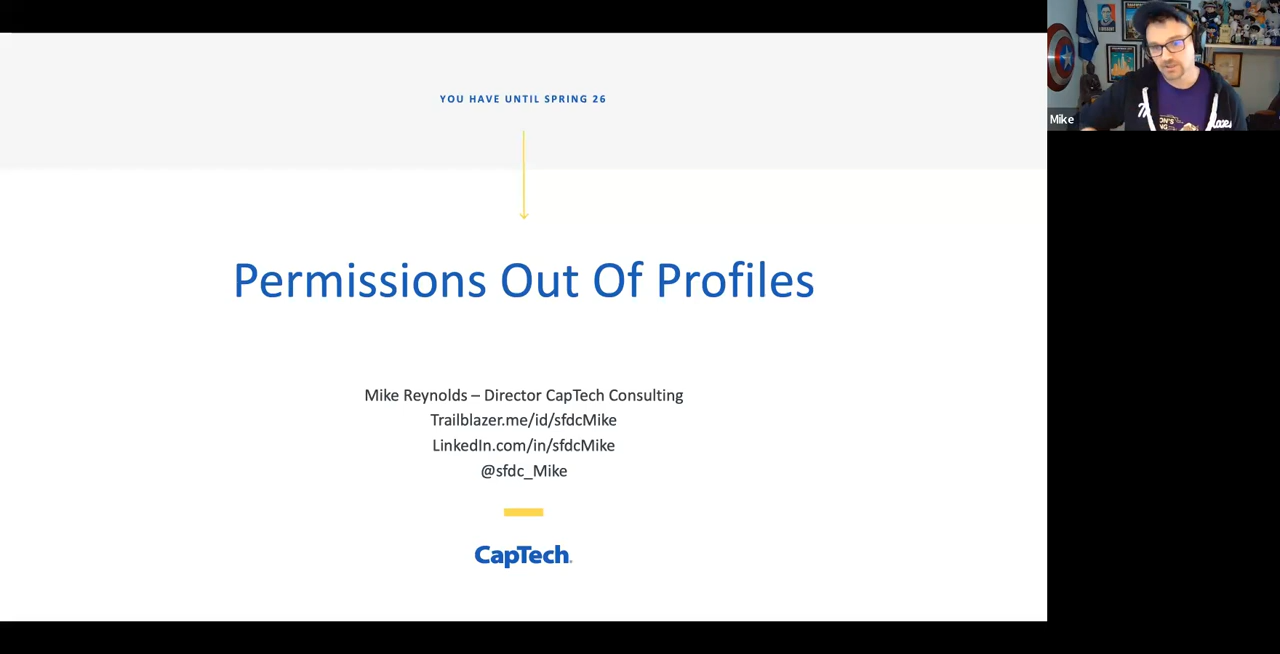 YOU HAVE UNTIL SPRING 26
Permissions Out Of Profiles
Mike Reynolds – Director CapTech Consulting
Trailblazer.me/id/sfdcMike
LinkedIn.com/in/sfdcMike
@sfdc_Mike
CapTech.
Mike